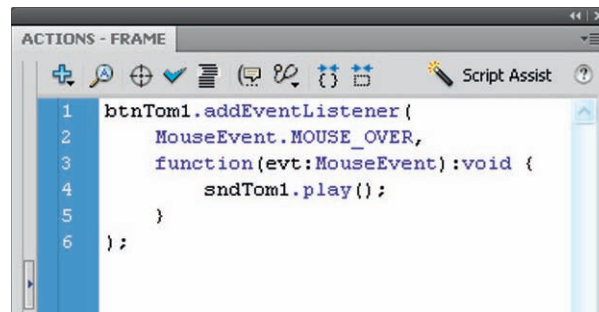 ACTIONS - FRAME
Script Assist
1 btnTom1.addEventListener(
2 MouseEvent.MOUSE_OVER,
3 function(evt:MouseEvent):void {
4 sndTom1.play();
5 }
6 );